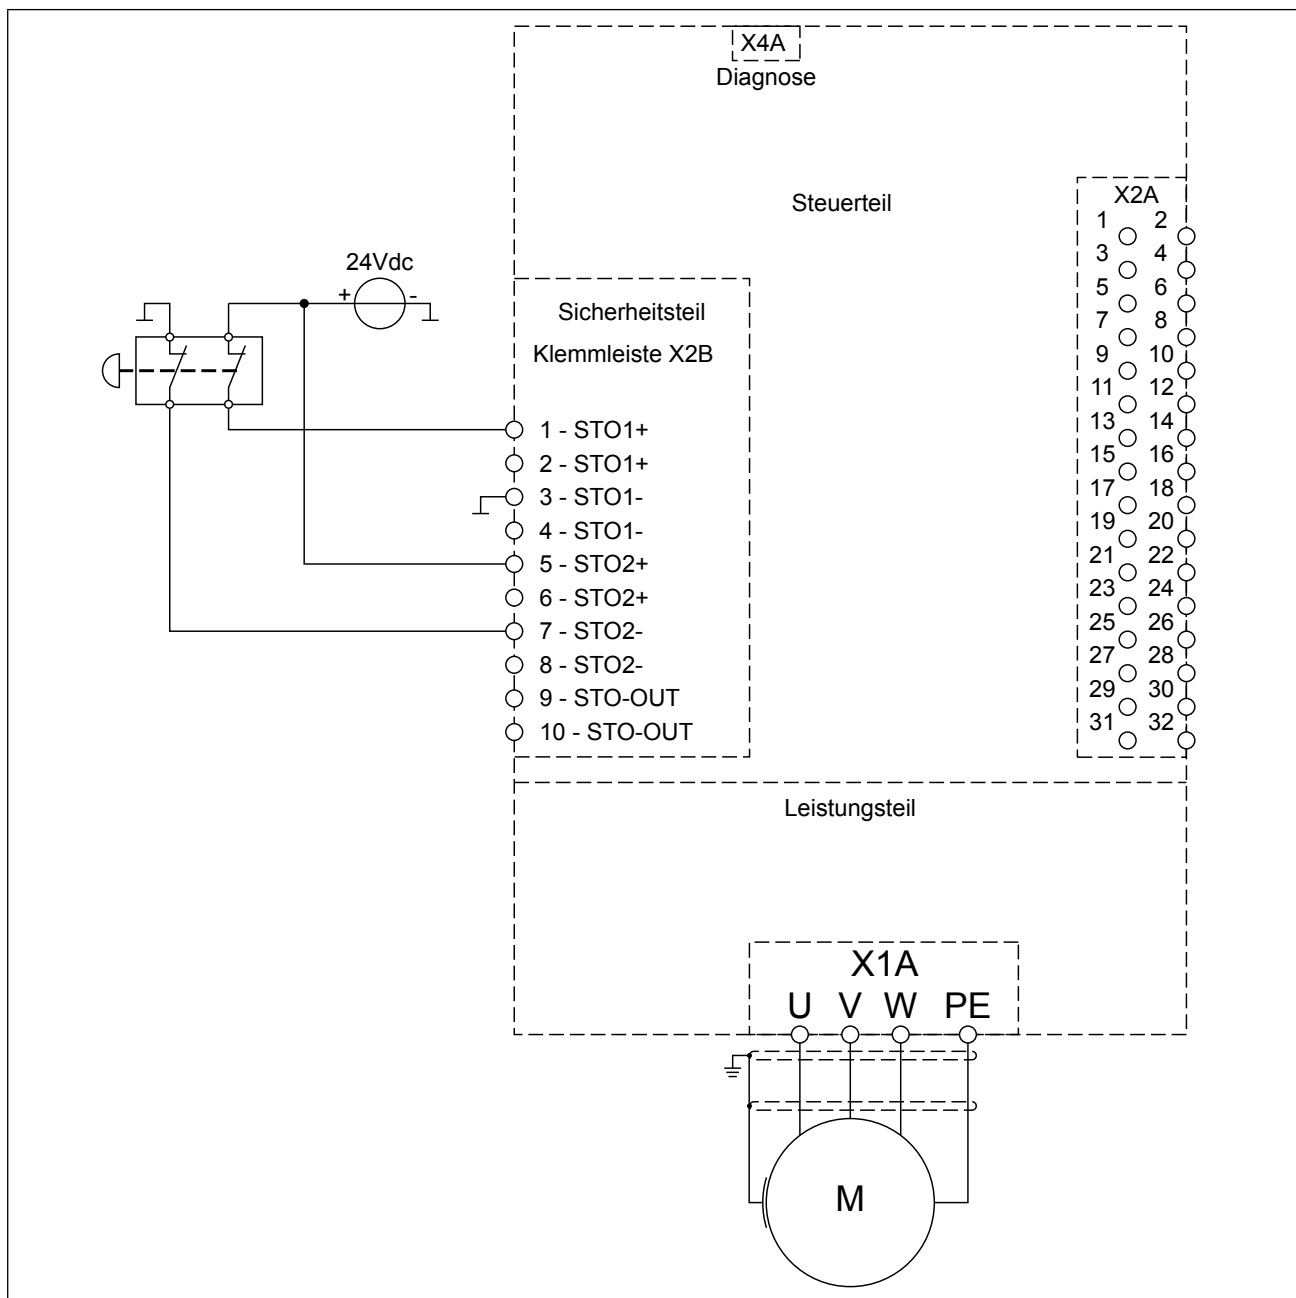 X4A
Diagnose
Steuerteil
X2A
1 2
3 4
5 6
7 8
9 10
11 12
13 14
15 16
17 18
19 20
21 22
23 24
25 26
27 28
29 30
31 32
24Vdc
+ -
Sicherheitsteil
Klemmleiste X2B
1 - STO1+
2 - STO1+
3 - STO1-
4 - STO1-
5 - STO2+
6 - STO2+
7 - STO2-
8 - STO2-
9 - STO-OUT
10 - STO-OUT
Leistungsteil
X1A
U V W PE
M